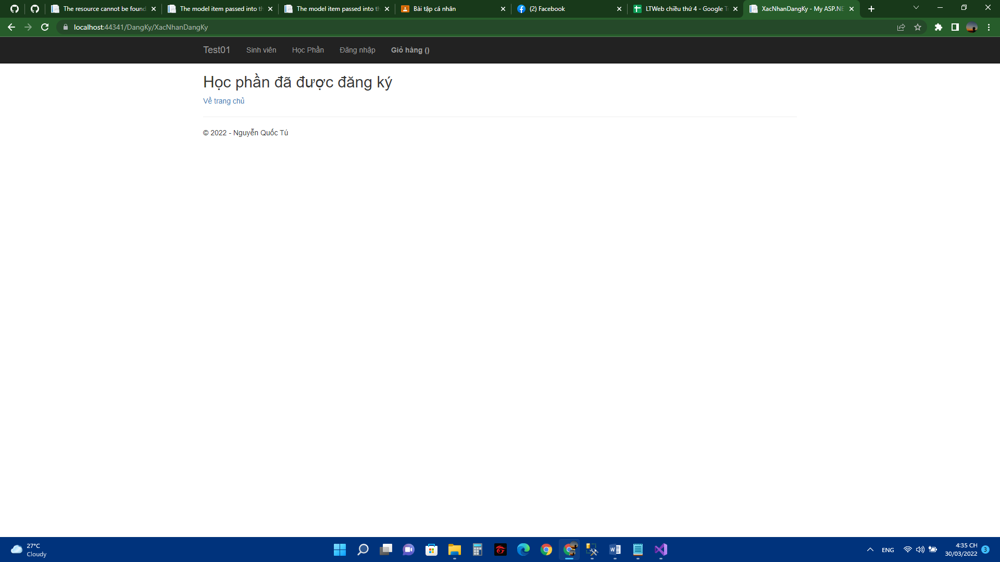 The resource cannot be found
The model item passed into th
The model item passed into th
Bài tập cá nhân
(2) Facebook
LTWeb chiều thứ 4 - Google Tr
XacNhanDangKy - My ASP.NE
localhost:44341/DangKy/XacNhanDangKy
Test01
Sinh viên
Học Phần
Đăng nhập
Giỏ hàng ()
Học phần đã được đăng ký
Về trang chủ
© 2022 - Nguyễn Quốc Tú
27°C
Cloudy
ENG
4:35 CH
30/03/2022
3